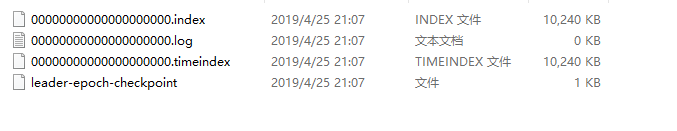 00000000000000000000.index 2019/4/25 21:07 INDEX 文件 10,240 KB
00000000000000000000.log 2019/4/25 21:07 文本文档 0 KB
00000000000000000000.timeindex 2019/4/25 21:07 TIMEINDEX 文件 10,240 KB
leader-epoch-checkpoint 2019/4/25 21:07 文件 1 KB